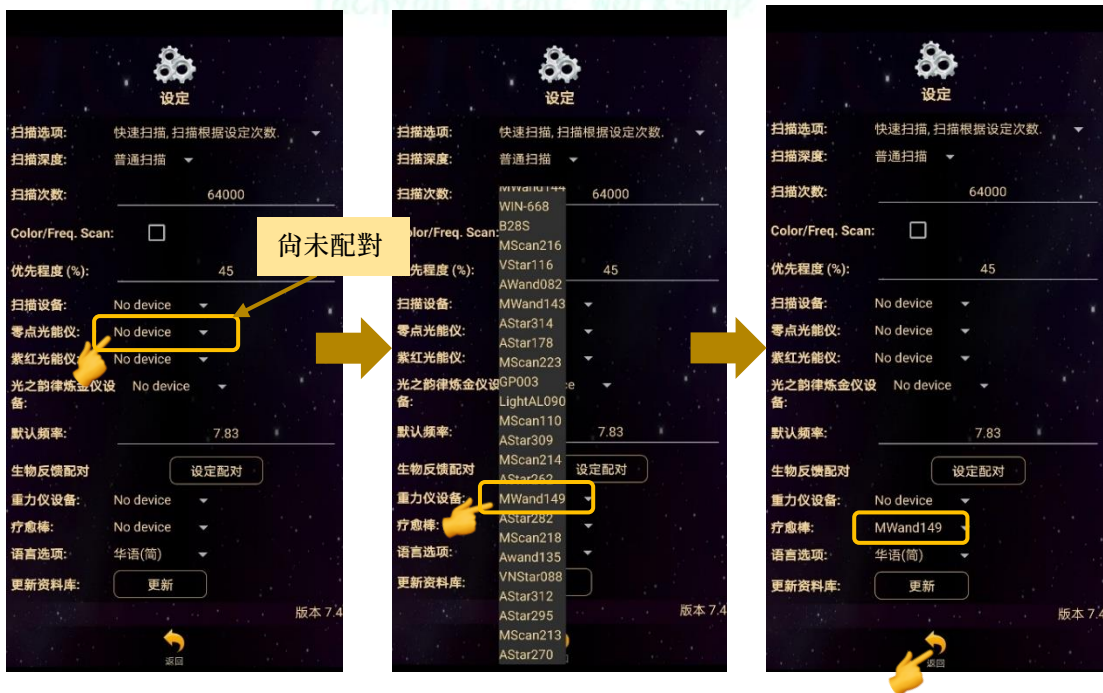 设定
扫描选项: 快速扫描, 扫描根据设定次数.
扫描深度: 普通扫描
扫描次数: 64000
Color/Freq. Scan:
优先程度 (%): 45
扫描设备: No device
零点光能仪: No device
紫红光能仪: No device
光之韵律炼金仪设 No device
备:
默认频率: 7.83
生物反馈配对 设定配对
重力仪设备: No device
疗愈棒: No device
语言选项: 华语(简)
更新资料库: 更新
版本 7.4
返回
尚未配對
设定
扫描选项: 快速扫描, 扫描根据设定次数.
扫描深度: 普通扫描
扫描次数: 64000
olor/Freq. Scan:
先程度 (%): 45
扫描设备:
零点光能仪:
紫红光能仪:
光之韵律炼金仪设
备:
默认频率: 7.83
生物反馈配对 设定配对
重力仪设备:
疗愈棒:
语言选项:
更新资料库:
版本 7.4
MWand144
WIN-668
B28S
MScan216
VStar116
AWand082
MWand143
AStar314
AStar178
MScan223
GP003
LightAL090
MScan110
AStar309
MScan214
AStar262
MWand149
AStar282
MScan218
Awand135
VNStar088
AStar312
AStar295
MScan213
AStar270
设定
扫描选项: 快速扫描, 扫描根据设定次数.
扫描深度: 普通扫描
扫描次数: 64000
Color/Freq. Scan:
优先程度 (%): 45
扫描设备: No device
零点光能仪: No device
紫红光能仪: No device
光之韵律炼金仪设 No device
备:
默认频率: 7.83
生物反馈配对 设定配对
重力仪设备: No device
疗愈棒: MWand149
语言选项: 华语(简)
更新资料库: 更新
版本 7.4
返回